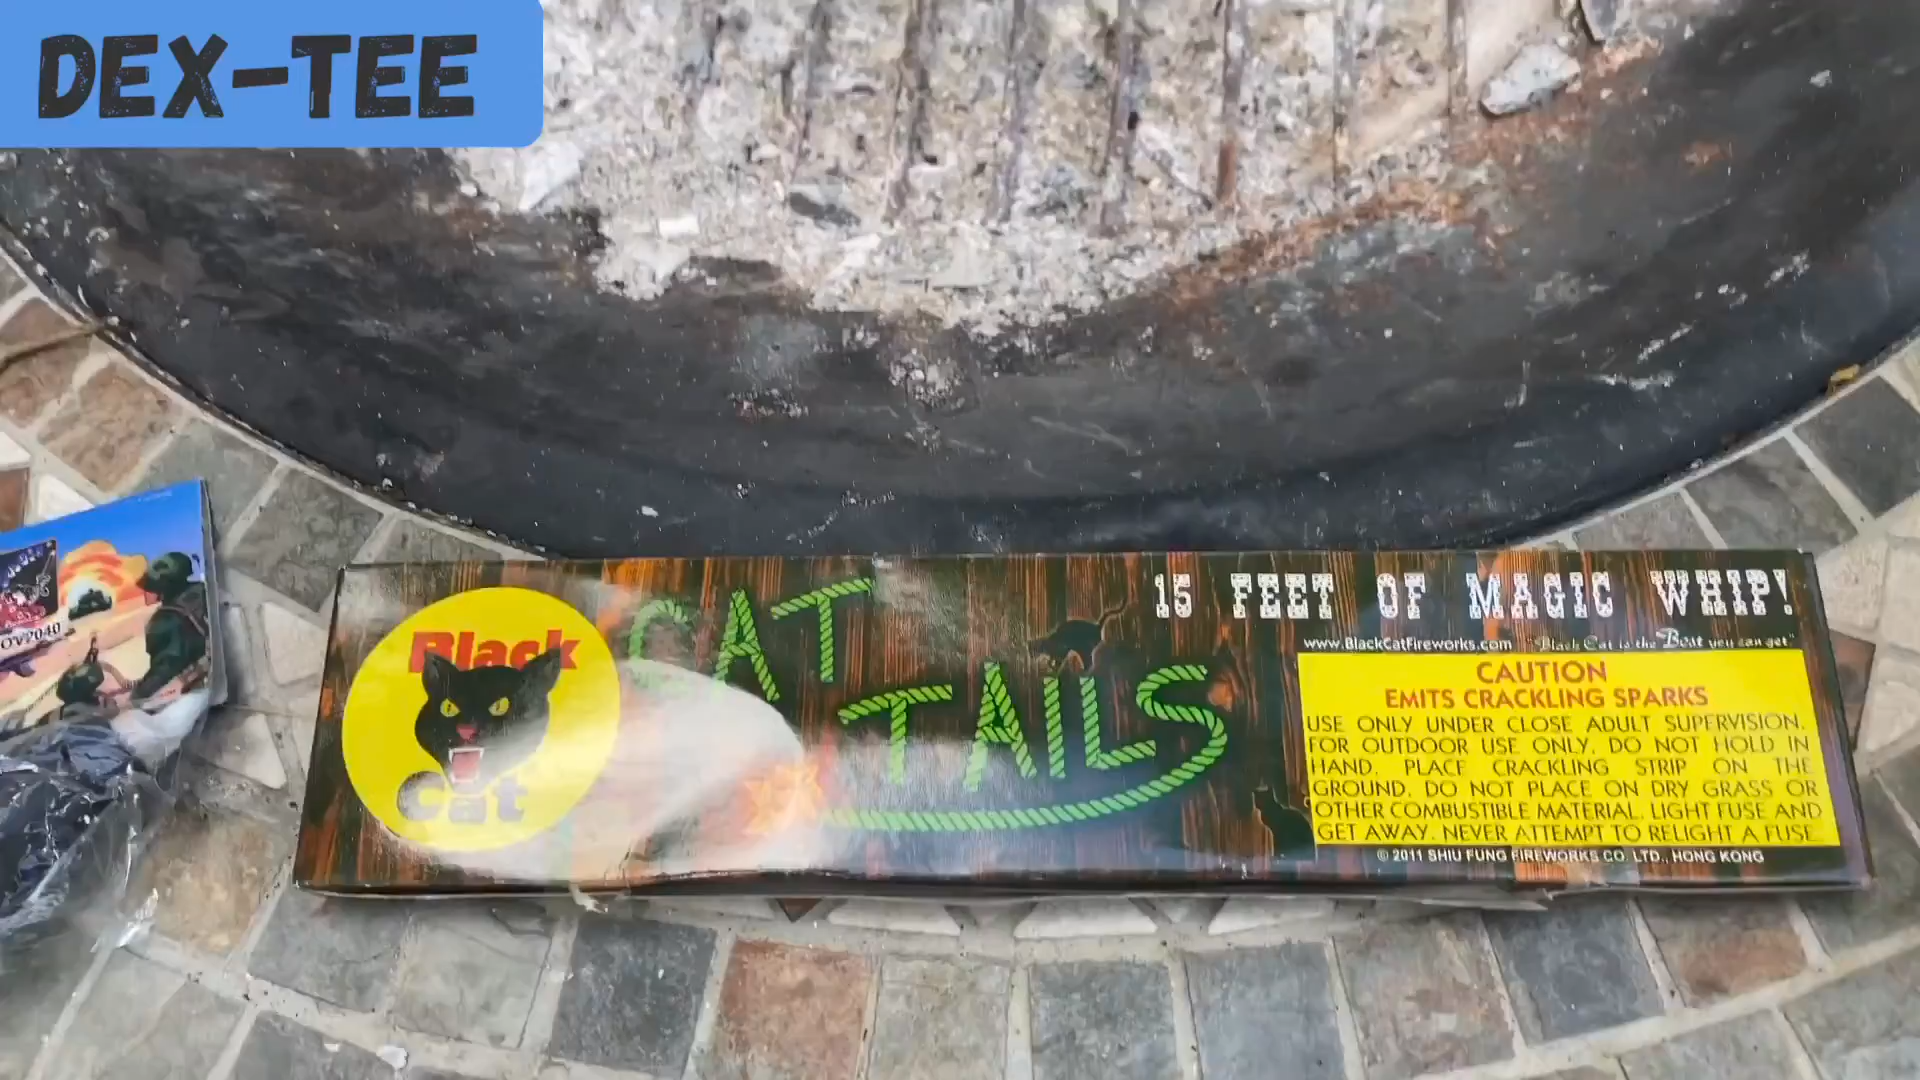 DEX-TEE
OV2040
Black
Cat
CAT
TAILS
15 FEET OF MAGIC WHIP!
www.BlackCatFireworks.com "Black Cat is the Best you can get"
CAUTION
EMITS CRACKLING SPARKS
USE ONLY UNDER CLOSE ADULT SUPERVISION.
FOR OUTDOOR USE ONLY. DO NOT HOLD IN
HAND. PLACE CRACKLING STRIP ON THE
GROUND. DO NOT PLACE ON DRY GRASS OR
OTHER COMBUSTIBLE MATERIAL. LIGHT FUSE AND
GET AWAY. NEVER ATTEMPT TO RELIGHT A FUSE.
© 2011 SHIU FUNG FIREWORKS CO. LTD., HONG KONG